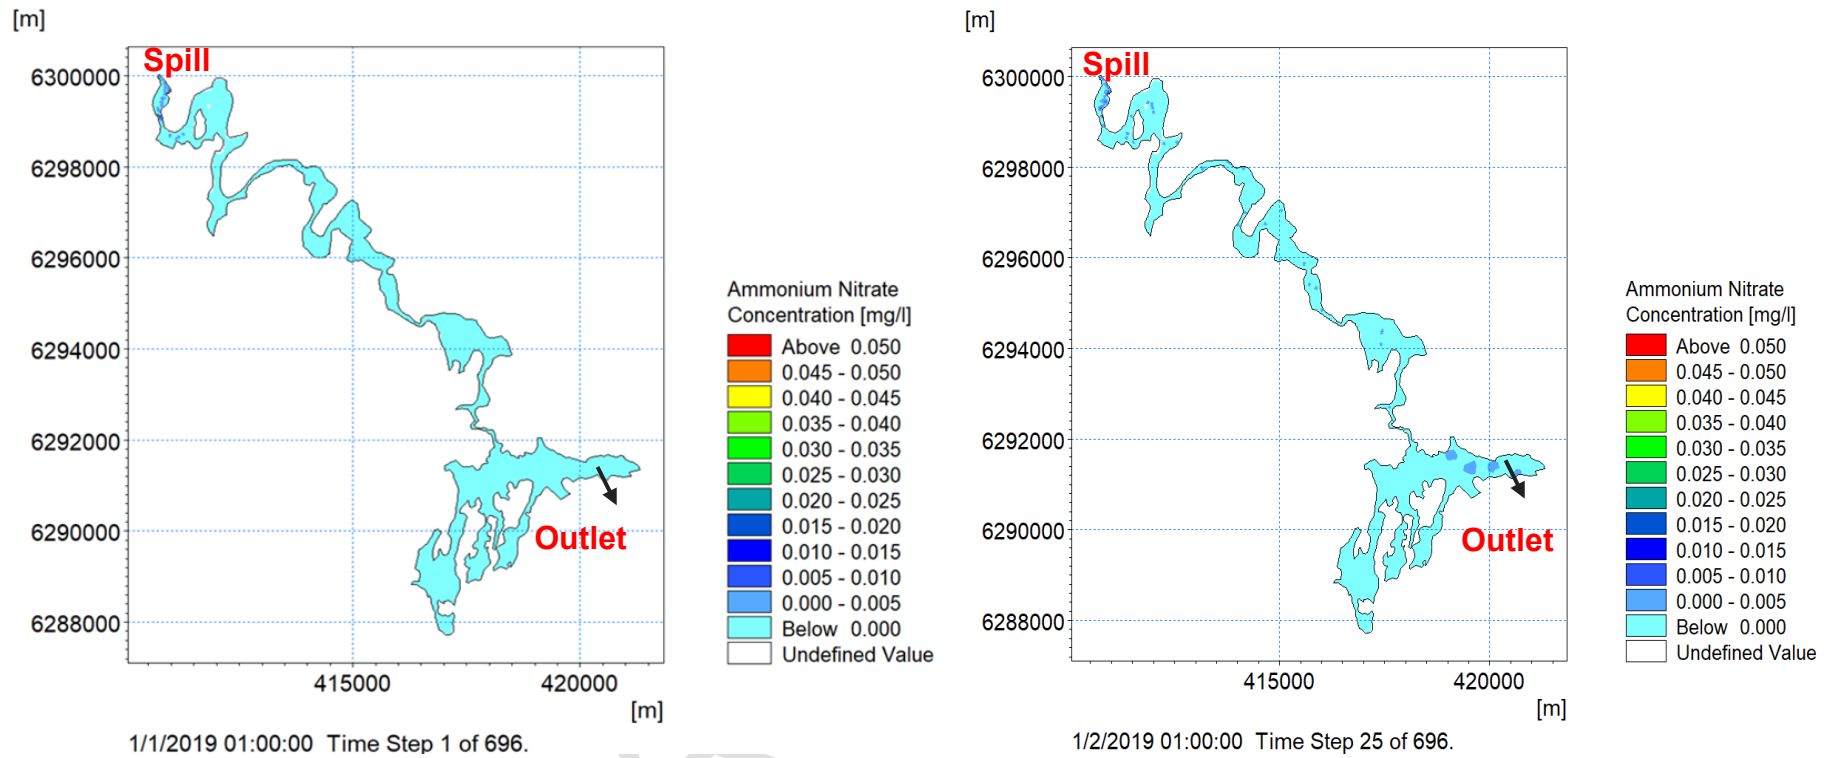 [m]
Spill
6300000
6298000
6296000
6294000
6292000
6290000
6288000
Outlet
415000
420000
[m]
1/1/2019 01:00:00 Time Step 1 of 696.
Ammonium Nitrate
Concentration [mg/l]
Above 0.050
0.045 - 0.050
0.040 - 0.045
0.035 - 0.040
0.030 - 0.035
0.025 - 0.030
0.020 - 0.025
0.015 - 0.020
0.010 - 0.015
0.005 - 0.010
0.000 - 0.005
Below 0.000
Undefined Value
[m]
Spill
6300000
6298000
6296000
6294000
6292000
6290000
6288000
Outlet
415000
420000
[m]
1/2/2019 01:00:00 Time Step 25 of 696.
Ammonium Nitrate
Concentration [mg/l]
Above 0.050
0.045 - 0.050
0.040 - 0.045
0.035 - 0.040
0.030 - 0.035
0.025 - 0.030
0.020 - 0.025
0.015 - 0.020
0.010 - 0.015
0.005 - 0.010
0.000 - 0.005
Below 0.000
Undefined Value